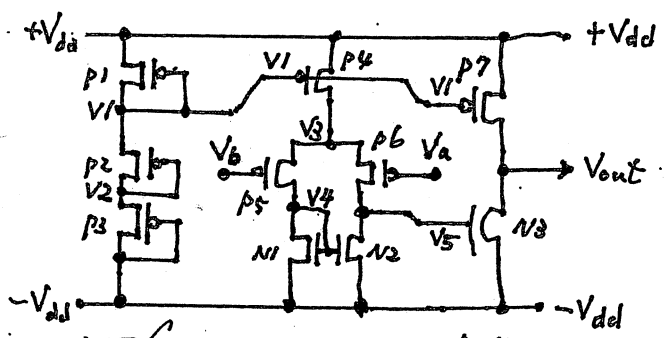 +Vdd +Vdd
P1 V1 P4 V1 P7
V1
V3
P2 Vb P6 Va Vout
V2 P5 V4
P3 V5 N3
N1 N2
-Vdd -Vdd